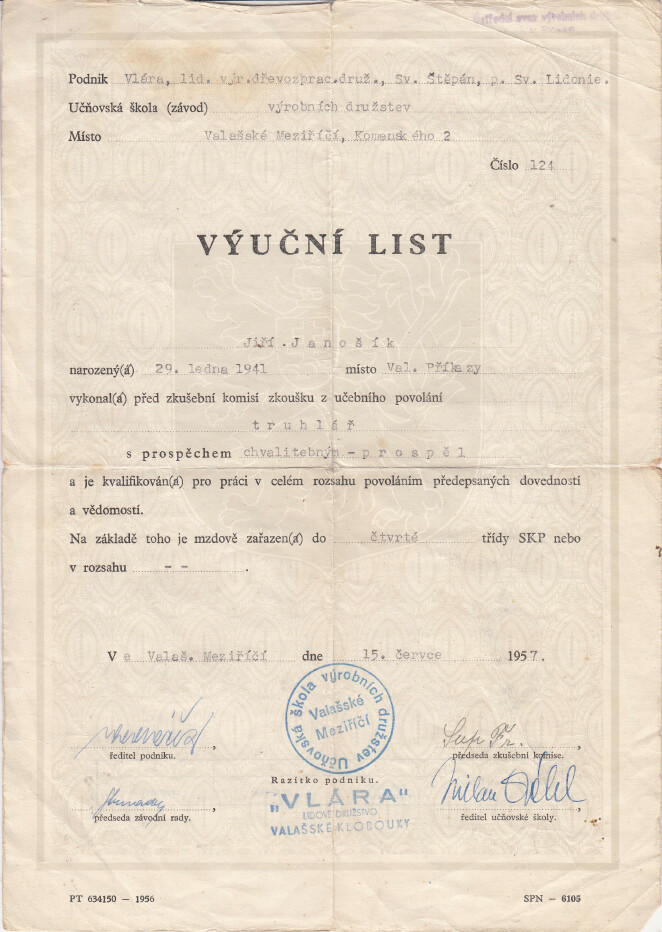 svaz výrobních
Podnik Vlára, lid. výr.dřevozprac.druž., Sv. Štěpán, p. Sv. Lidonie.
Učňovská škola (závod) výrobních družstev
Místo Valašské Meziříčí, Komenského 2
Číslo 124
VÝUČNÍ LIST
Jiří Janošík
narozený(á) 29. ledna 1941 místo Val. Příkazy
vykonal(a) před zkušební komisí zkoušku z učebního povolání
truhlář
s prospěchem chvalitebným - prospěl
a je kvalifikován(a) pro práci v celém rozsahu povoláním předepsaných dovedností
a vědomostí.
Na základě toho je mzdově zařazen(a) do čtvrté třídy SKP nebo
v rozsahu - - .
V e Valaš. Meziříčí dne 15. července 1957.
Učňovská škola výrobních družstev
Valašské
Meziříčí
ředitel podniku.
předseda zkušební komise.
Razítko podniku.
„VLÁRA"
LIDOVÉ DRUŽSTVO
VALAŠSKÉ KLOBOUKY
Milan
předseda závodní rady.
ředitel učňovské školy.
PT 634150 — 1956
SPN — 6105